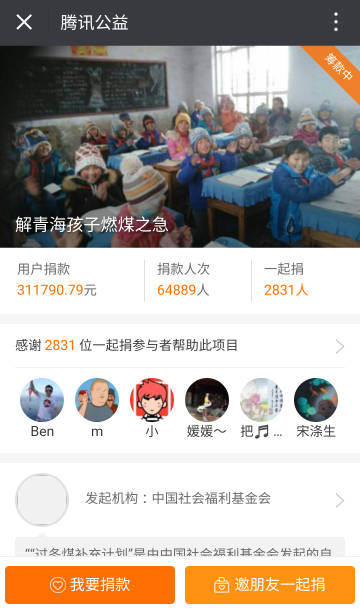 腾讯公益
筹款中
解青海孩子燃煤之急
用户捐款
捐款人次
一起捐
311790.79元
64889人
2831人
感谢 2831 位一起捐参与者帮助此项目
Ben
m
小
媛媛～
把🎵...
宋涤生
发起机构：中国社会福利基金会
““过冬煤补充计划”是由中国社会福利基金会发起的自
我要捐款
邀朋友一起捐